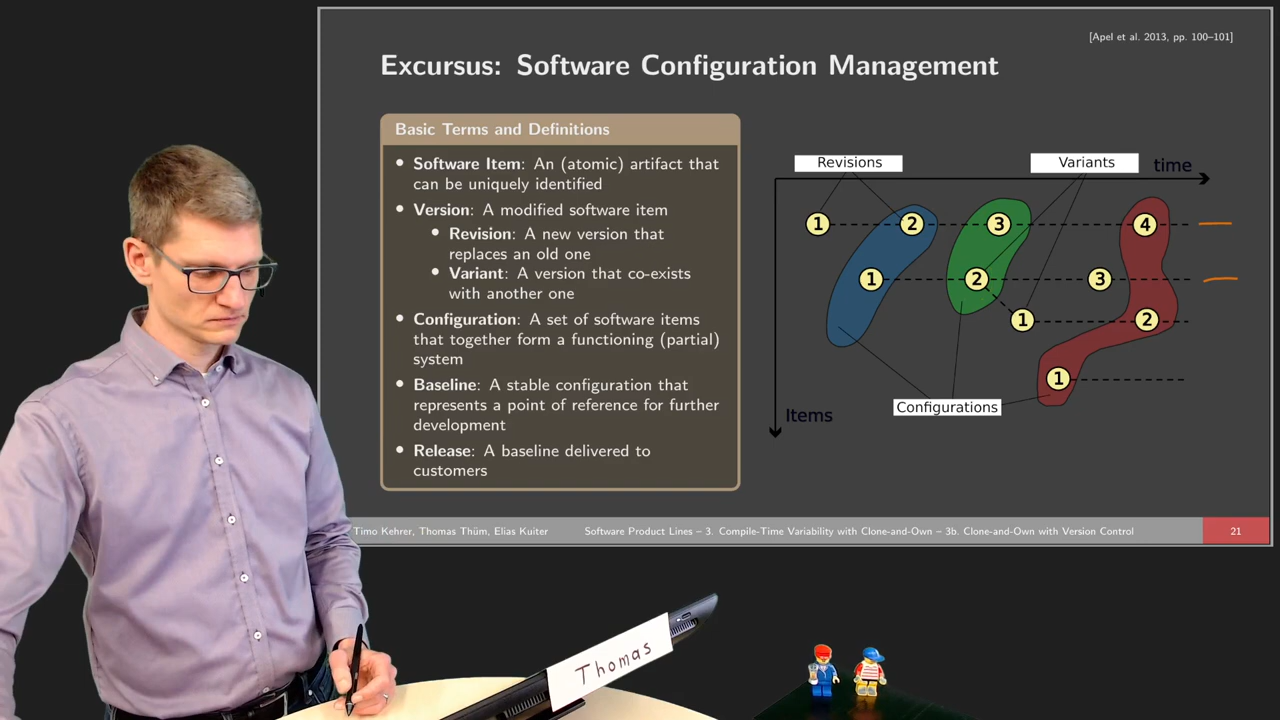 [Apel et al. 2013, pp. 100–101]
Excursus: Software Configuration Management
Basic Terms and Definitions
• Software Item: An (atomic) artifact that
can be uniquely identified
• Version: A modified software item
• Revision: A new version that
replaces an old one
• Variant: A version that co-exists
with another one
• Configuration: A set of software items
that together form a functioning (partial)
system
• Baseline: A stable configuration that
represents a point of reference for further
development
• Release: A baseline delivered to
customers
Revisions
Variants
time
1 2 3 4
1 2 3
1 2
1
Configurations
Items
Timo Kehrer, Thomas Thüm, Elias Kuiter
Software Product Lines – 3. Compile-Time Variability with Clone-and-Own – 3b. Clone-and-Own with Version Control
21
Thomas